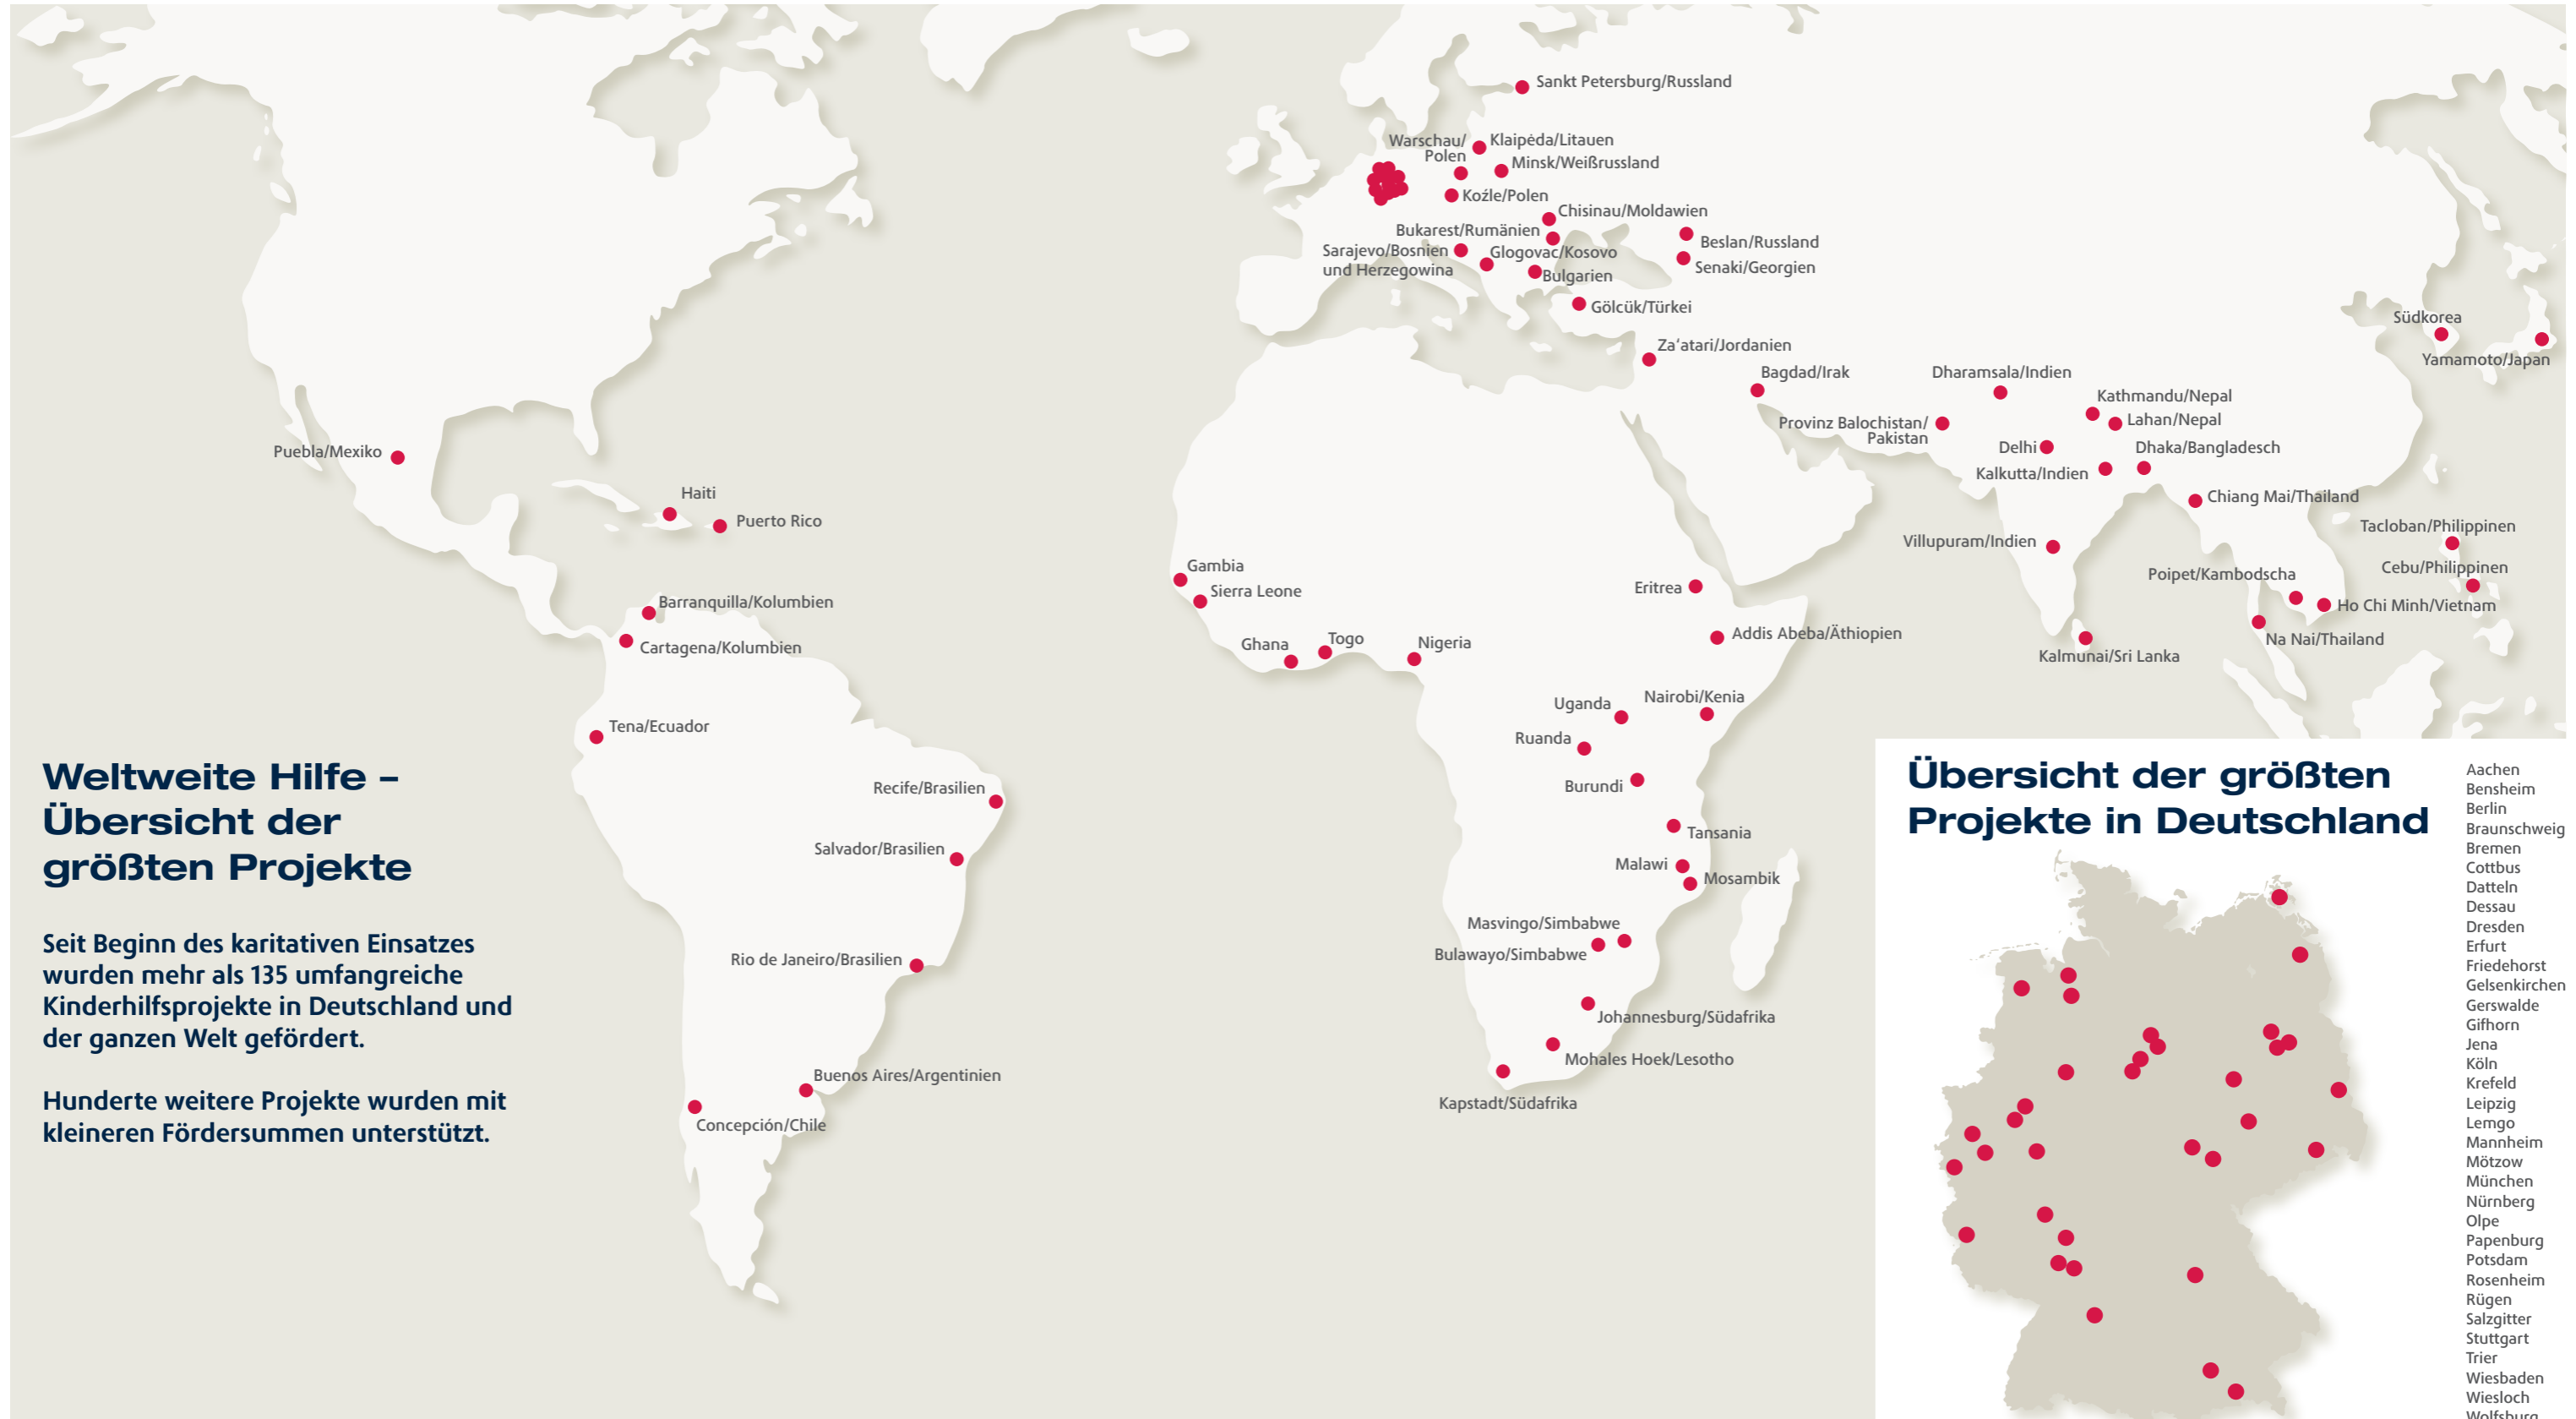 Sankt Petersburg/Russland
Warschau/
Polen
Klaipėda/Litauen
Minsk/Weißrussland
Koźle/Polen
Chisinau/Moldawien
Bukarest/Rumänien
Sarajevo/Bosnien
und Herzegowina
Glogovac/Kosovo
Bulgarien
Beslan/Russland
Senaki/Georgien
Gölcük/Türkei
Südkorea
Yamamoto/Japan
Za‘atari/Jordanien
Bagdad/Irak
Dharamsala/Indien
Kathmandu/Nepal
Lahan/Nepal
Provinz Balochistan/
Pakistan
Delhi
Dhaka/Bangladesch
Kalkutta/Indien
Chiang Mai/Thailand
Puebla/Mexiko
Haiti
Puerto Rico
Tacloban/Philippinen
Villupuram/Indien
Cebu/Philippinen
Poipet/Kambodscha
Ho Chi Minh/Vietnam
Na Nai/Thailand
Kalmunai/Sri Lanka
Gambia
Sierra Leone
Eritrea
Barranquilla/Kolumbien
Cartagena/Kolumbien
Ghana
Togo
Nigeria
Addis Abeba/Äthiopien
Uganda
Nairobi/Kenia
Ruanda
Tena/Ecuador
Burundi
Recife/Brasilien
Tansania
Salvador/Brasilien
Malawi
Mosambik
Masvingo/Simbabwe
Bulawayo/Simbabwe
Rio de Janeiro/Brasilien
Johannesburg/Südafrika
Mohales Hoek/Lesotho
Buenos Aires/Argentinien
Kapstadt/Südafrika
Concepción/Chile
Weltweite Hilfe –
Übersicht der
größten Projekte
Seit Beginn des karitativen Einsatzes
wurden mehr als 135 umfangreiche
Kinderhilfsprojekte in Deutschland und
der ganzen Welt gefördert.
Hunderte weitere Projekte wurden mit
kleineren Fördersummen unterstützt.
Übersicht der größten
Projekte in Deutschland
Aachen
Bensheim
Berlin
Braunschweig
Bremen
Cottbus
Datteln
Dessau
Dresden
Erfurt
Friedehorst
Gelsenkirchen
Gerswalde
Gifhorn
Jena
Köln
Krefeld
Leipzig
Lemgo
Mannheim
Mötzow
München
Nürnberg
Olpe
Papenburg
Potsdam
Rosenheim
Rügen
Salzgitter
Stuttgart
Trier
Wiesbaden
Wiesloch
Wolfsburg